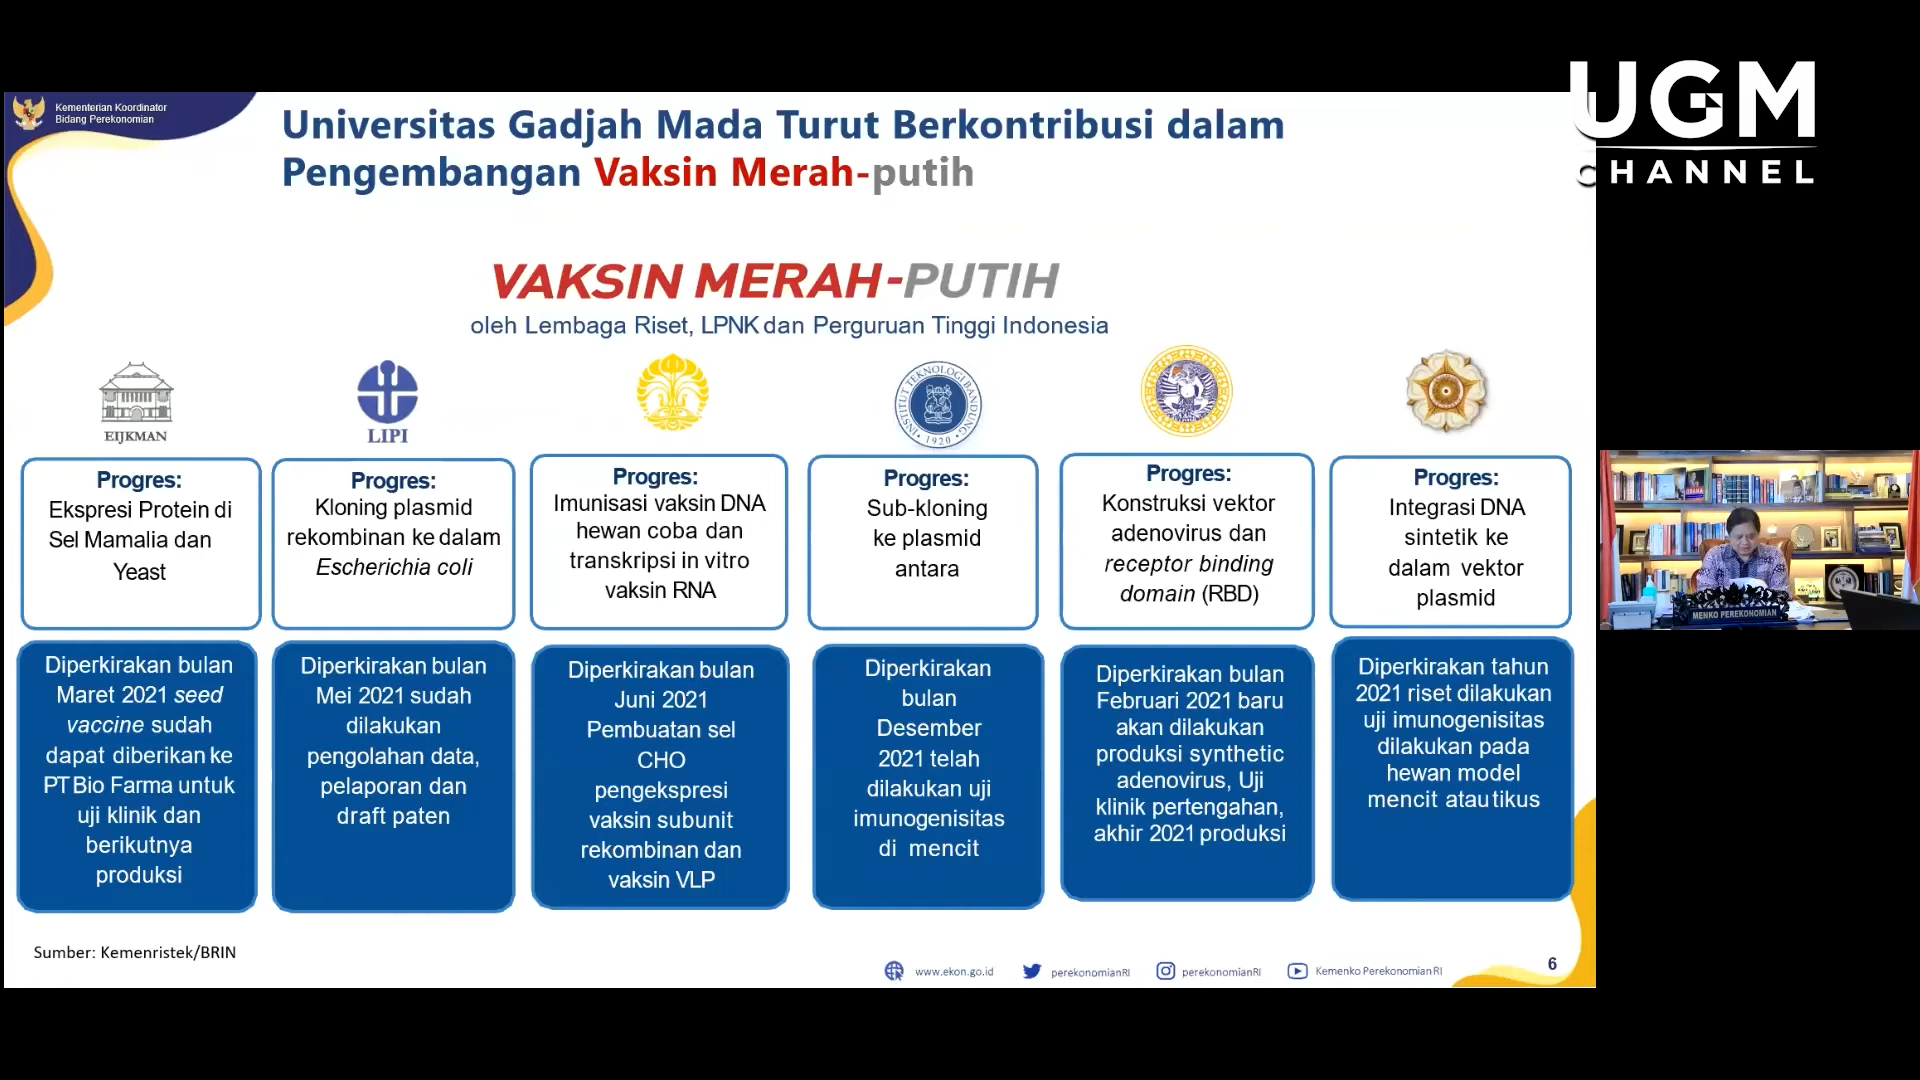 UGM
CHANNEL
Kementerian Koordinator
Bidang Perekonomian
Universitas Gadjah Mada Turut Berkontribusi dalam
Pengembangan Vaksin Merah-putih
VAKSIN MERAH-PUTIH
oleh Lembaga Riset, LPNK dan Perguruan Tinggi Indonesia
EIJKMAN
LIPI
INSTITUT TEKNOLOGI BANDUNG
1920
Progres:
Ekspresi Protein di
Sel Mamalia dan
Yeast
Progres:
Kloning plasmid
rekombinan ke dalam
Escherichia coli
Progres:
Imunisasi vaksin DNA
hewan coba dan
transkripsi in vitro
vaksin RNA
Progres:
Sub-kloning
ke plasmid
antara
Progres:
Konstruksi vektor
adenovirus dan
receptor binding
domain (RBD)
Progres:
Integrasi DNA
sintetik ke
dalam vektor
plasmid
Diperkirakan bulan
Maret 2021 seed
vaccine sudah
dapat diberikan ke
PT Bio Farma untuk
uji klinik dan
berikutnya
produksi
Diperkirakan bulan
Mei 2021 sudah
dilakukan
pengolahan data,
pelaporan dan
draft paten
Diperkirakan bulan
Juni 2021
Pembuatan sel
CHO
pengekspresi
vaksin subunit
rekombinan dan
vaksin VLP
Diperkirakan
bulan
Desember
2021 telah
dilakukan uji
imunogenisitas
di mencit
Diperkirakan bulan
Februari 2021 baru
akan dilakukan
produksi synthetic
adenovirus, Uji
klinik pertengahan,
akhir 2021 produksi
Diperkirakan tahun
2021 riset dilakukan
uji imunogenisitas
dilakukan pada
hewan model
mencit atau tikus
OBAMA
MENKO PEREKONOMIAN
Sumber: Kemenristek/BRIN
www.ekon.go.id
perekonomianRI
perekonomianRI
Kemenko Perekonomian RI
6